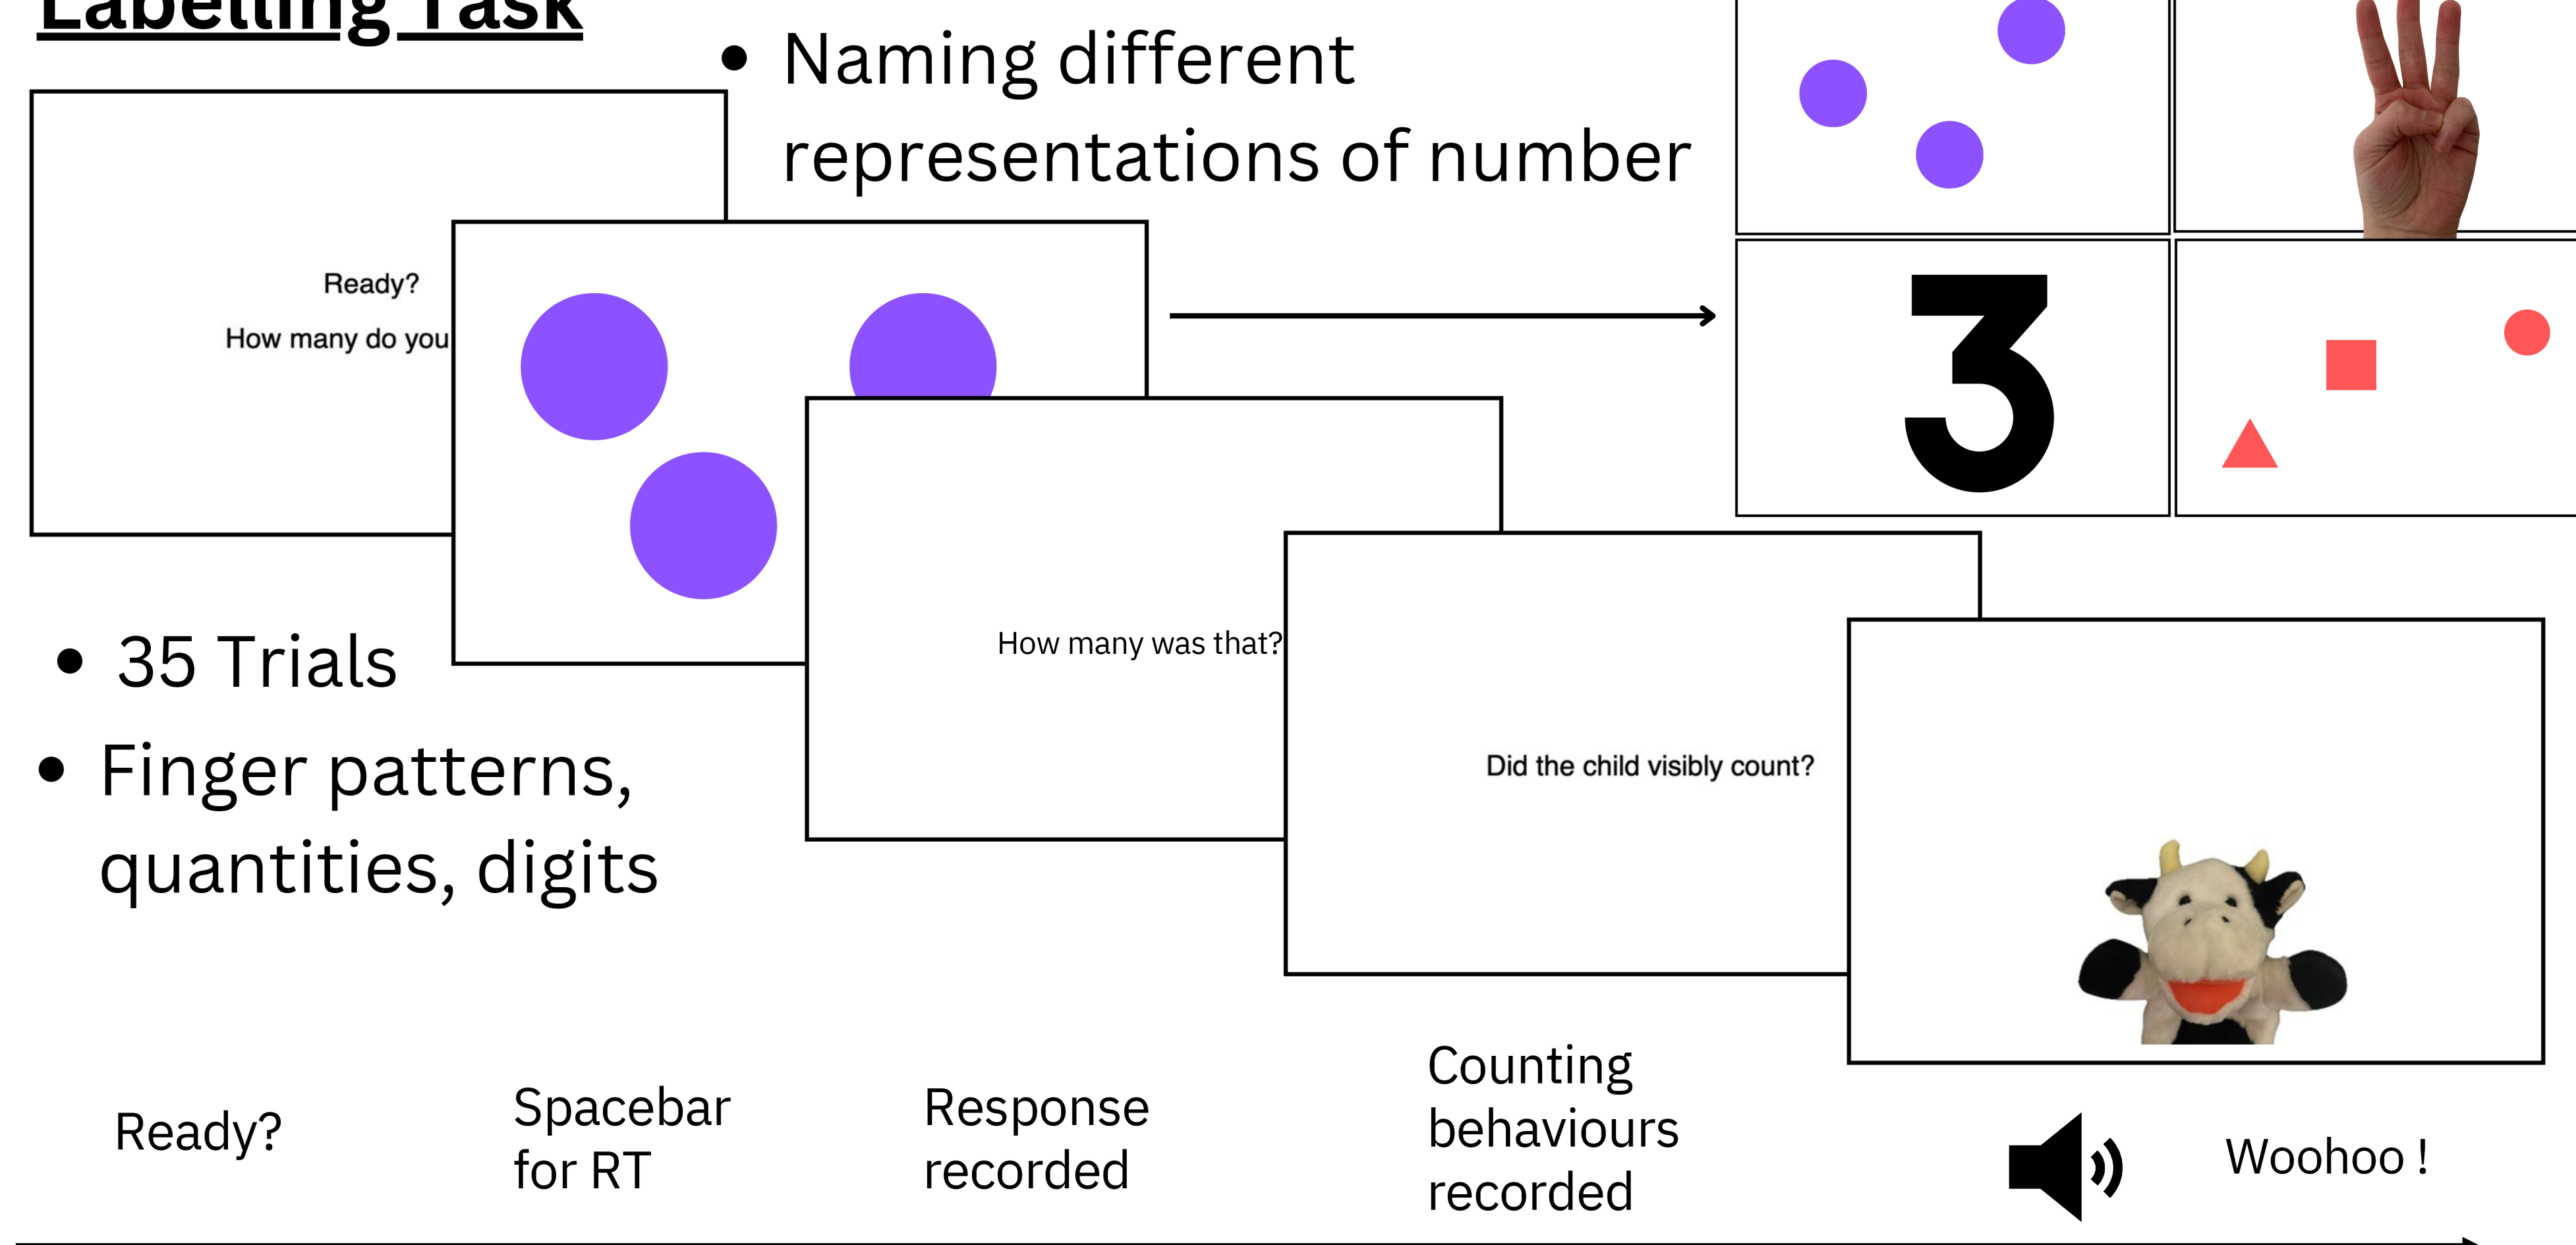 Labelling Task
Naming different
representations of number
Ready?
How many do you
3
How many was that?
Did the child visibly count?
35 Trials
Finger patterns,
quantities, digits
Ready?
Spacebar
for RT
Response
recorded
Counting
behaviours
recorded
Woohoo !